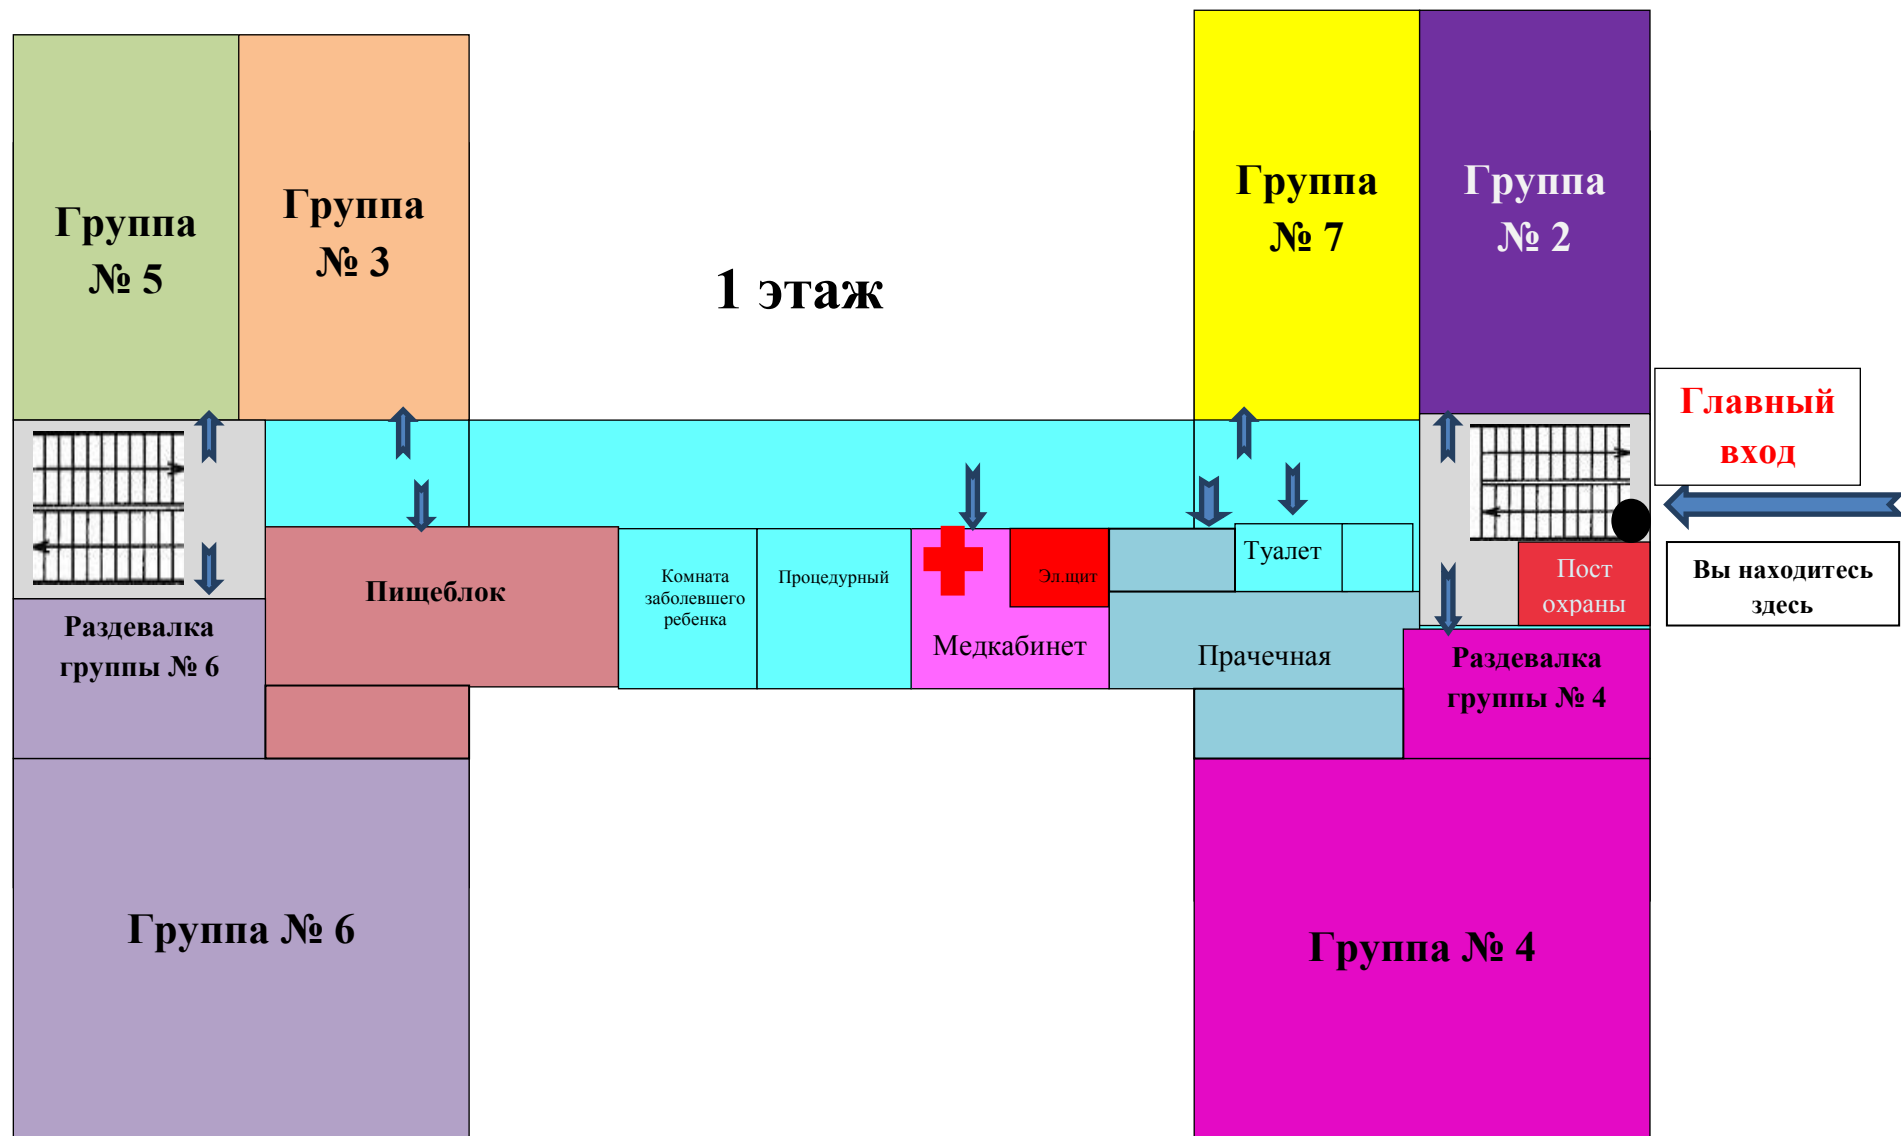 Группа
№ 5
Группа
№ 3
1 этаж
Группа
№ 7
Группа
№ 2
Главный
вход
Вы находитесь
здесь
Пост
охраны
Туалет
Эл.щит
Медкабинет
Процедурный
Комната
заболевшего
ребенка
Пищеблок
Раздевалка
группы № 6
Прачечная
Раздевалка
группы № 4
Группа № 6
Группа № 4